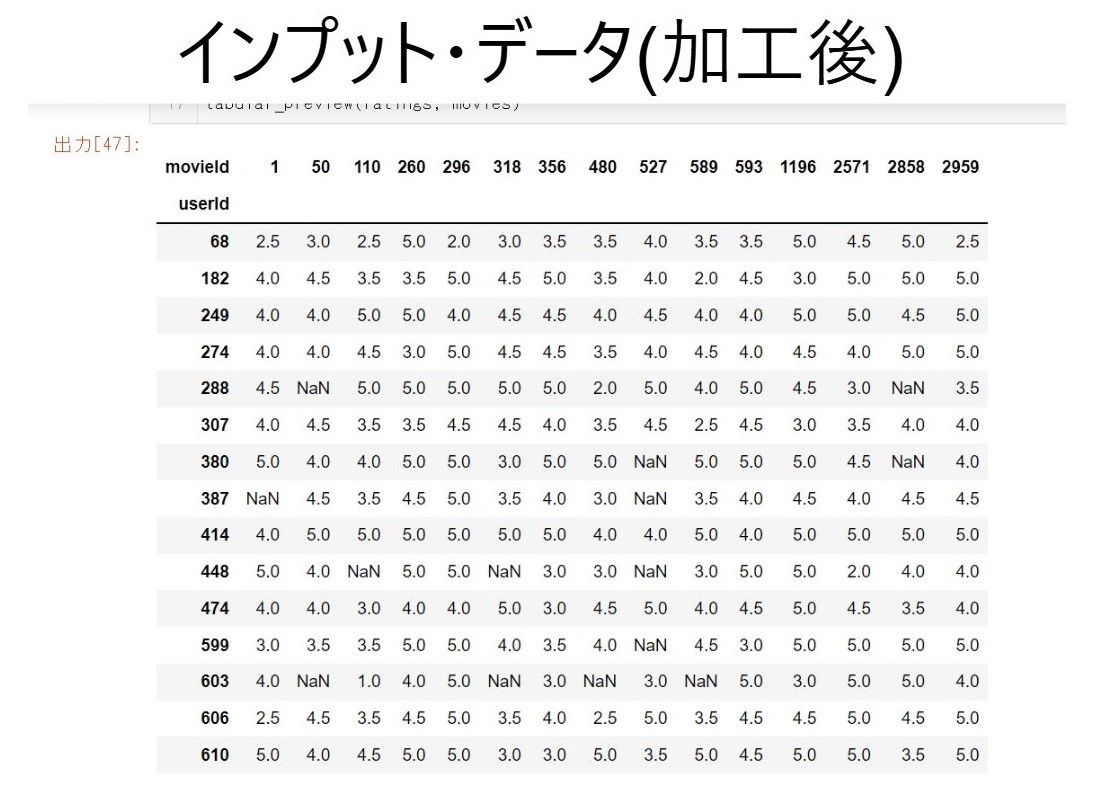 インプット・データ(加工後)
17 tabular_preview(ratings, movies)
出力[47]:
movieId 1 50 110 260 296 318 356 480 527 589 593 1196 2571 2858 2959
userId
68 2.5 3.0 2.5 5.0 2.0 3.0 3.5 3.5 4.0 3.5 3.5 5.0 4.5 5.0 2.5
182 4.0 4.5 3.5 3.5 5.0 4.5 5.0 3.5 4.0 2.0 4.5 3.0 5.0 5.0 5.0
249 4.0 4.0 5.0 5.0 4.0 4.5 4.5 4.0 4.5 4.0 4.0 5.0 5.0 4.5 5.0
274 4.0 4.0 4.5 3.0 5.0 4.5 4.5 3.5 4.0 4.5 4.0 4.5 4.0 5.0 5.0
288 4.5 NaN 5.0 5.0 5.0 5.0 5.0 2.0 5.0 4.0 5.0 4.5 3.0 NaN 3.5
307 4.0 4.5 3.5 3.5 4.5 4.5 4.0 3.5 4.5 2.5 4.5 3.0 3.5 4.0 4.0
380 5.0 4.0 4.0 5.0 5.0 3.0 5.0 5.0 NaN 5.0 5.0 5.0 4.5 NaN 4.0
387 NaN 4.5 3.5 4.5 5.0 3.5 4.0 3.0 NaN 3.5 4.0 4.5 4.0 4.5 4.5
414 4.0 5.0 5.0 5.0 5.0 5.0 5.0 4.0 4.0 5.0 4.0 5.0 5.0 5.0 5.0
448 5.0 4.0 NaN 5.0 5.0 NaN 3.0 3.0 NaN 3.0 5.0 5.0 2.0 4.0 4.0
474 4.0 4.0 3.0 4.0 4.0 5.0 3.0 4.5 5.0 4.0 4.5 5.0 4.5 3.5 4.0
599 3.0 3.5 3.5 5.0 5.0 4.0 3.5 4.0 NaN 4.5 3.0 5.0 5.0 5.0 5.0
603 4.0 NaN 1.0 4.0 5.0 NaN 3.0 NaN 3.0 NaN 5.0 3.0 5.0 5.0 4.0
606 2.5 4.5 3.5 4.5 5.0 3.5 4.0 2.5 5.0 3.5 4.5 4.5 5.0 4.5 5.0
610 5.0 4.0 4.5 5.0 5.0 3.0 3.0 5.0 3.5 5.0 4.5 5.0 5.0 3.5 5.0